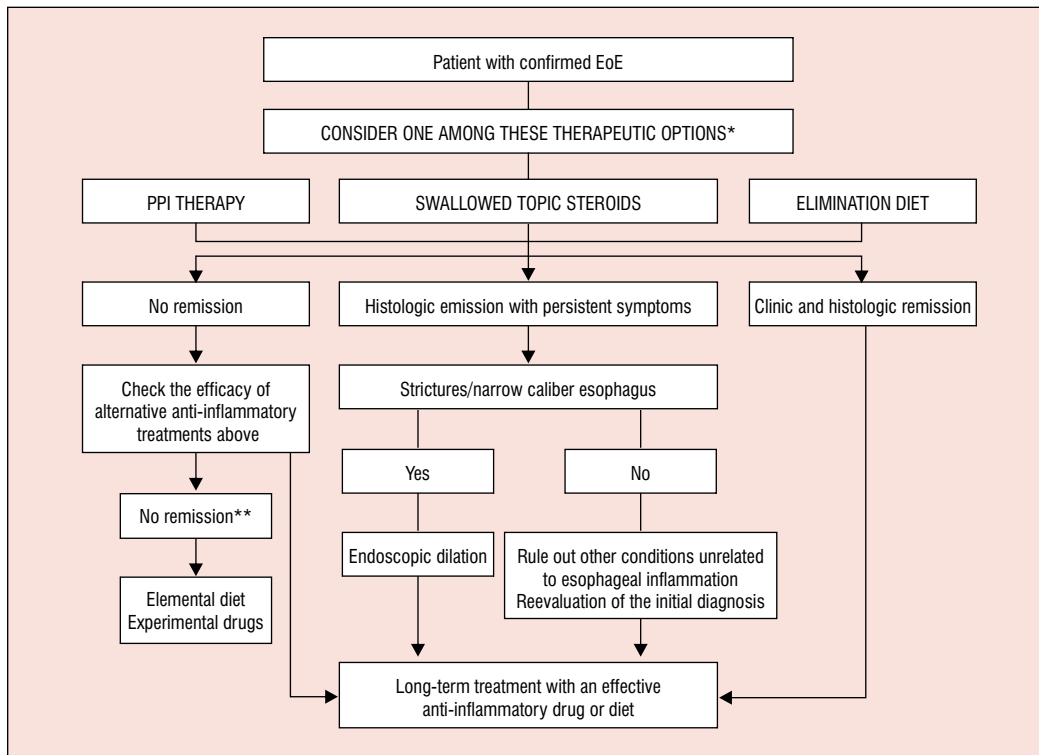 Patient with confirmed EoE
CONSIDER ONE AMONG THESE THERAPEUTIC OPTIONS*
PPI THERAPY
SWALLOWED TOPIC STEROIDS
ELIMINATION DIET
No remission
Histologic emission with persistent symptoms
Clinic and histologic remission
Check the efficacy of
alternative anti-inflammatory
treatments above
Strictures/narrow caliber esophagus
Yes
No
No remission**
Endoscopic dilation
Rule out other conditions unrelated
to esophageal inflammation
Reevaluation of the initial diagnosis
Elemental diet
Experimental drugs
Long-term treatment with an effective
anti-inflammatory drug or diet